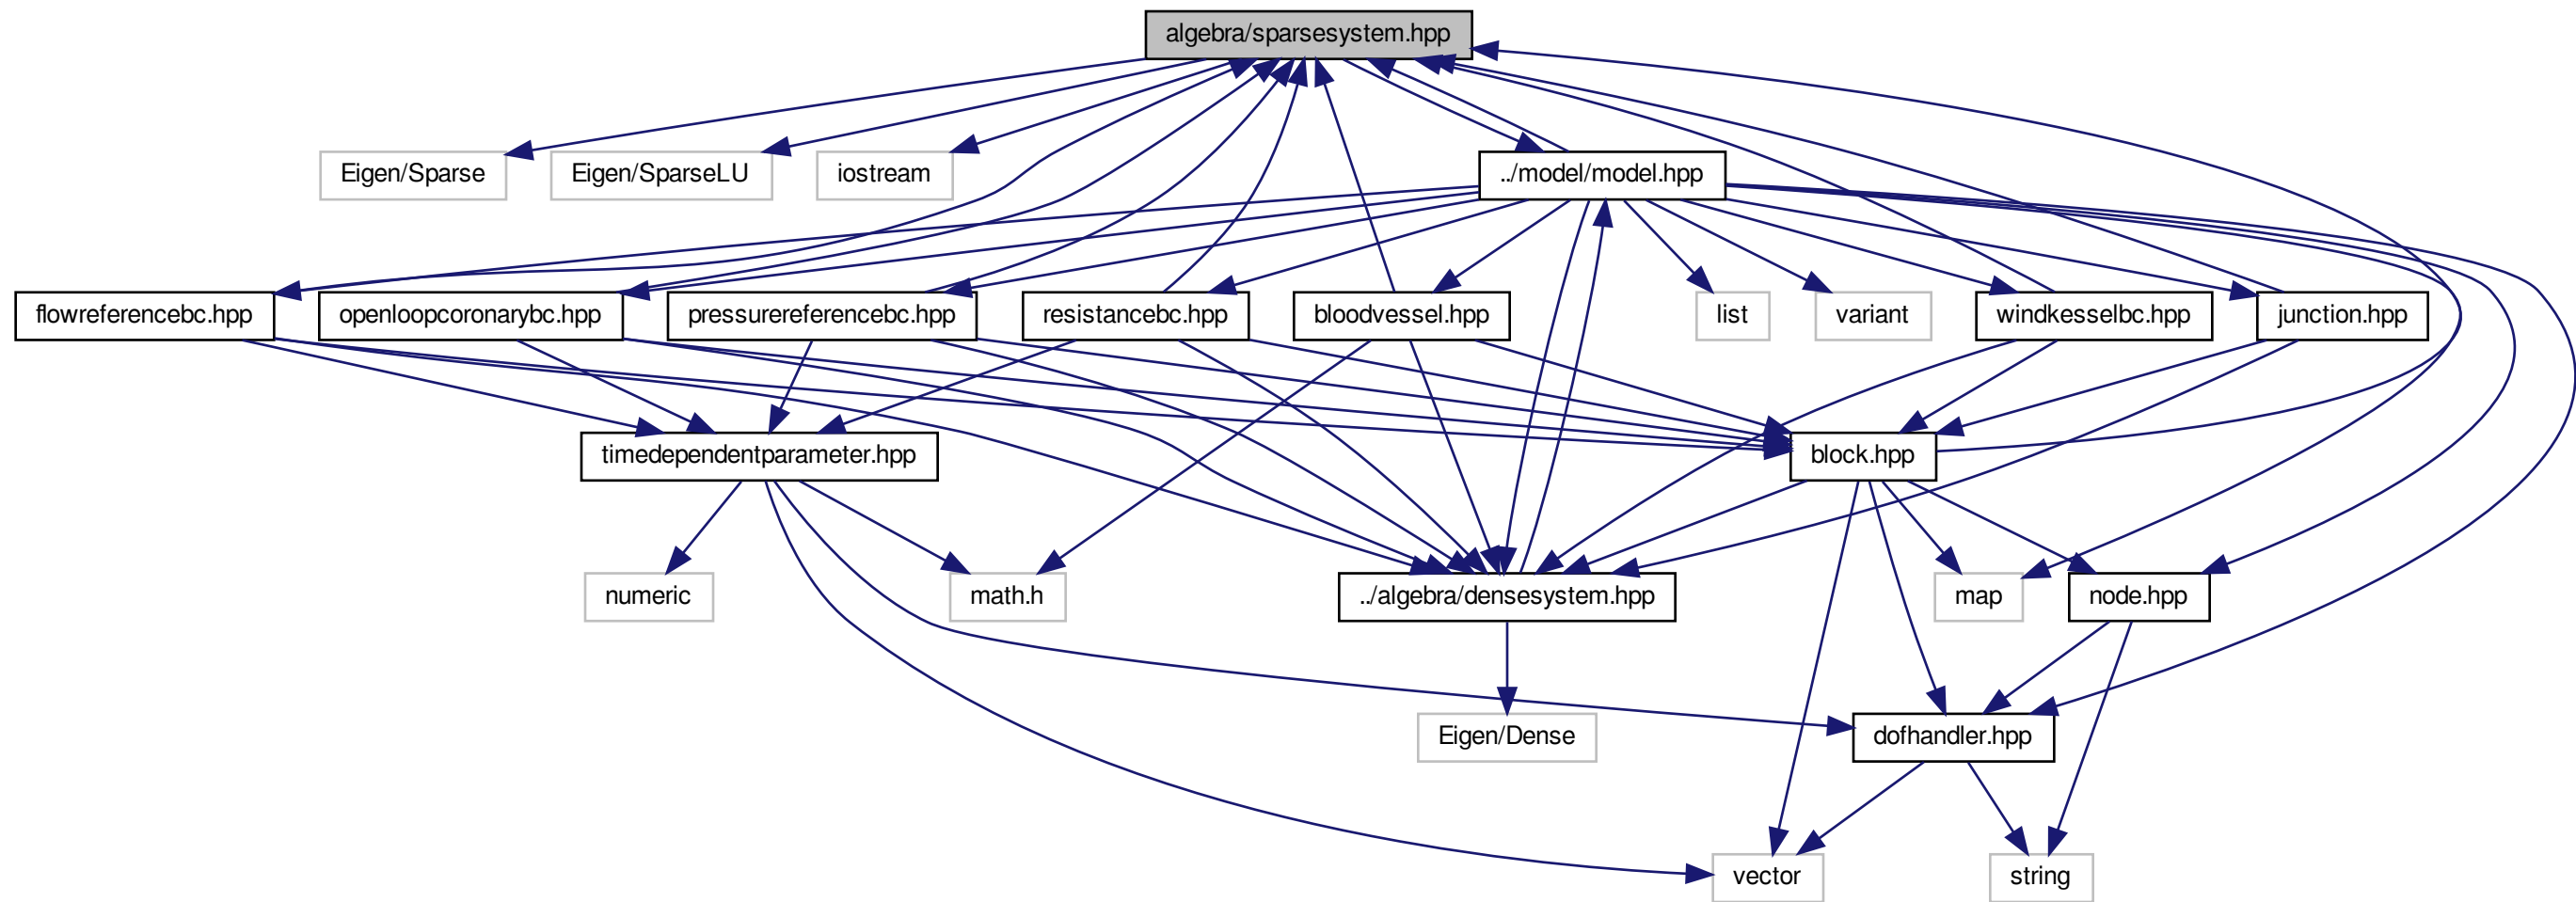 algebra/sparsesystem.hpp
Eigen/Sparse
Eigen/SparseLU
iostream
../model/model.hpp
flowreferencebc.hpp
openloopcoronarybc.hpp
pressurereferencebc.hpp
resistancebc.hpp
bloodvessel.hpp
list
variant
windkesselbc.hpp
junction.hpp
timedependentparameter.hpp
block.hpp
numeric
math.h
../algebra/densesystem.hpp
map
node.hpp
Eigen/Dense
dofhandler.hpp
vector
string